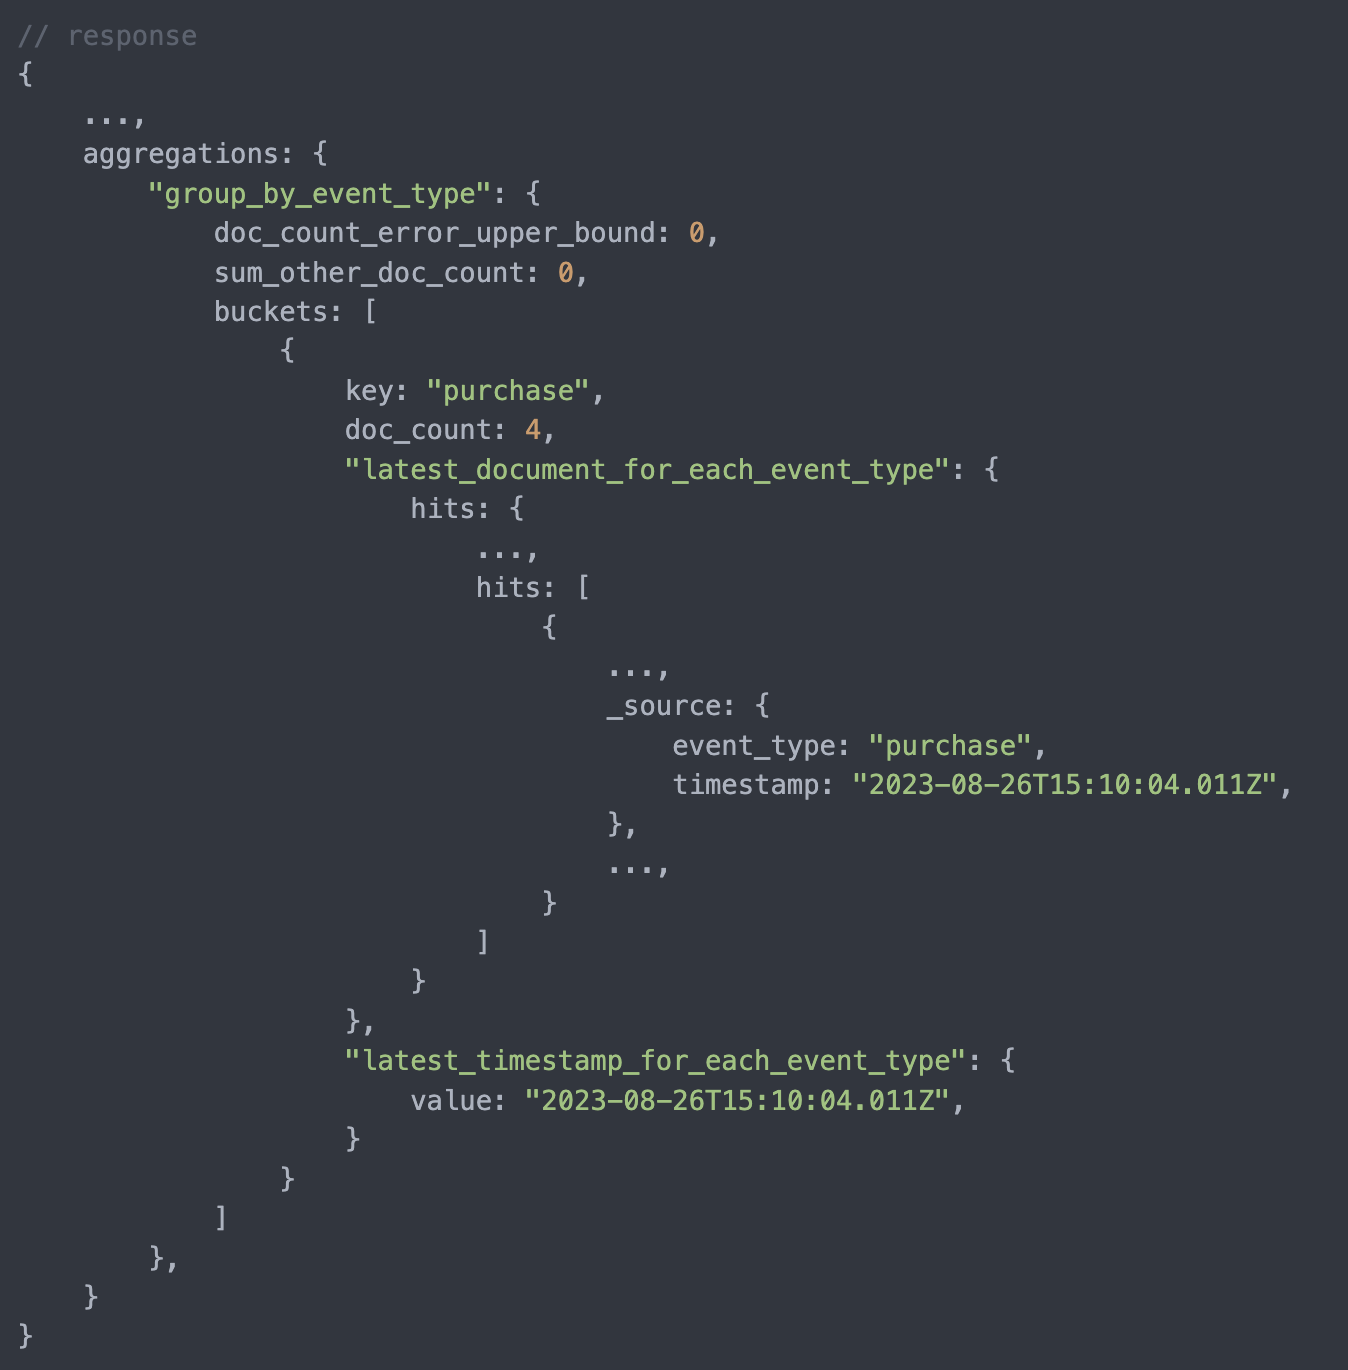 // response
{
    ...,
    aggregations: {
        "group_by_event_type": {
            doc_count_error_upper_bound: 0,
            sum_other_doc_count: 0,
            buckets: [
                {
                    key: "purchase",
                    doc_count: 4,
                    "latest_document_for_each_event_type": {
                        hits: {
                            ...,
                            hits: [
                                {
                                    ...,
                                    _source: {
                                        event_type: "purchase",
                                        timestamp: "2023-08-26T15:10:04.011Z",
                                    },
                                    ...,
                                }
                            ]
                        }
                    },
                    "latest_timestamp_for_each_event_type": {
                        value: "2023-08-26T15:10:04.011Z",
                    }
                }
            ]
        },
    }
}